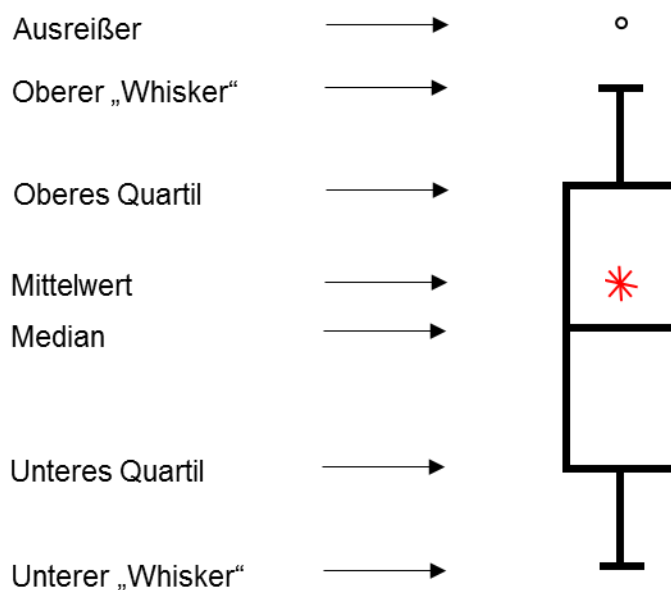 Ausreißer
Oberer „Whisker“
Oberes Quartil
Mittelwert
Median
Unteres Quartil
Unterer „Whisker“